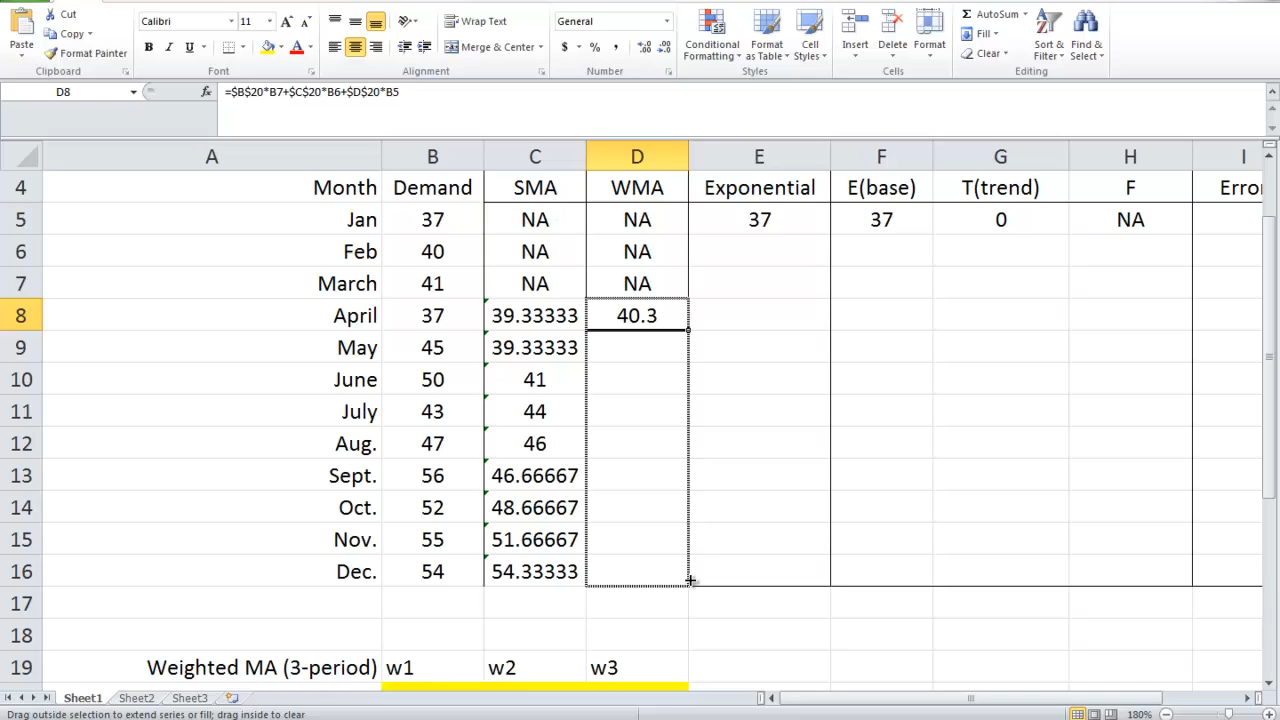 Cut
Copy
Format Painter
Paste
Clipboard
Calibri 11 A A
B I U A
Font
Wrap Text
Merge & Center
Alignment
General
$ % , .0 .00 .00 .0
Number
Conditional Formatting
Format as Table
Cell Styles
Styles
Insert
Delete
Format
Cells
Σ AutoSum
Fill
Clear
Sort & Filter
Find & Select
Editing
D8 fx =$B$20*B7+$C$20*B6+$D$20*B5
A B C D E F G H I
4 Month Demand SMA WMA Exponential E(base) T(trend) F Erro
5 Jan 37 NA NA 37 37 0 NA
6 Feb 40 NA NA
7 March 41 NA NA
8 April 37 39.33333 40.3
9 May 45 39.33333
10 June 50 41
11 July 43 44
12 Aug. 47 46
13 Sept. 56 46.66667
14 Oct. 52 48.66667
15 Nov. 55 51.66667
16 Dec. 54 54.33333
17
18
19 Weighted MA (3-period) w1 w2 w3
Sheet1 Sheet2 Sheet3
Drag outside selection to extend series or fill; drag inside to clear 180%